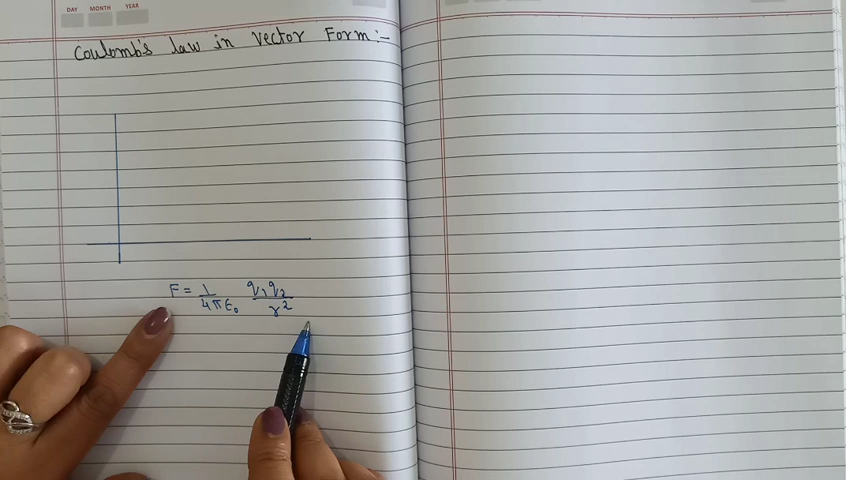 DAY MONTH YEAR
Coulomb's law in vector Form:-
F = 1/4πε₀ q₁q₂/r²